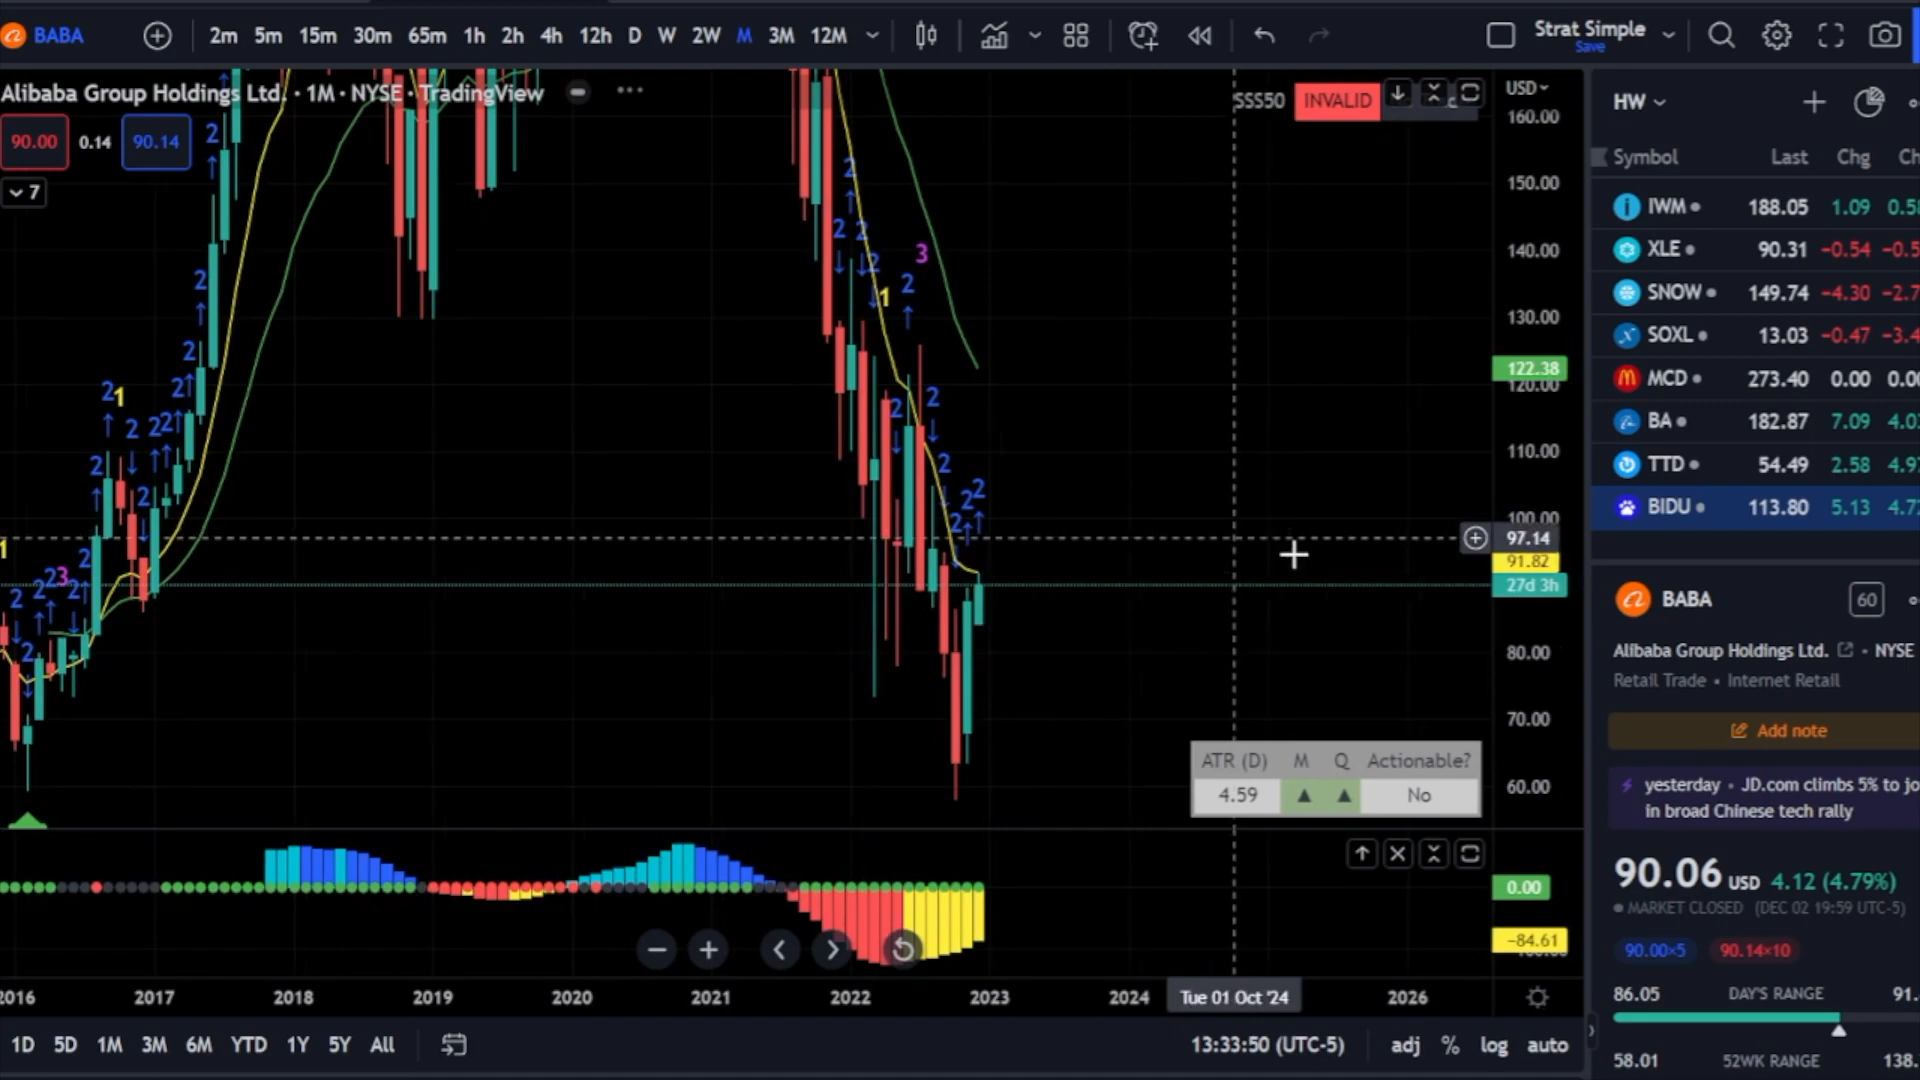 BABA 2m 5m 15m 30m 65m 1h 2h 4h 12h D W 2W M 3M 12M Strat Simple
Save
Alibaba Group Holdings Ltd. · 1M · NYSE · TradingView
SSS50 INVALID
USD
90.00 0.14 90.14
7
160.00
150.00
140.00
130.00
122.38
120.00
110.00
100.00
97.14
91.82
27d 3h
80.00
70.00
60.00
ATR (D) M Q Actionable?
4.59 ▲ ▲ No
0.00
-84.61
2016 2017 2018 2019 2020 2021 2022 2023 2024 Tue 01 Oct '24 2026
1D 5D 1M 3M 6M YTD 1Y 5Y All
13:33:50 (UTC-5) adj % log auto
HW
Symbol Last Chg Ch
IWM 188.05 1.09 0.58
XLE 90.31 −0.54 −0.5
SNOW 149.74 −4.30 −2.7
SOXL 13.03 −0.47 −3.4
MCD 273.40 0.00 0.00
BA 182.87 7.09 4.03
TTD 54.49 2.58 4.97
BIDU 113.80 5.13 4.72
BABA 60
Alibaba Group Holdings Ltd. • NYSE
Retail Trade • Internet Retail
Add note
yesterday • JD.com climbs 5% to jo
in broad Chinese tech rally
90.06 USD 4.12 (4.79%)
MARKET CLOSED (DEC 02 19:59 UTC-5)
90.00×5 90.14×10
86.05 DAY'S RANGE 91.
58.01 52WK RANGE 138.